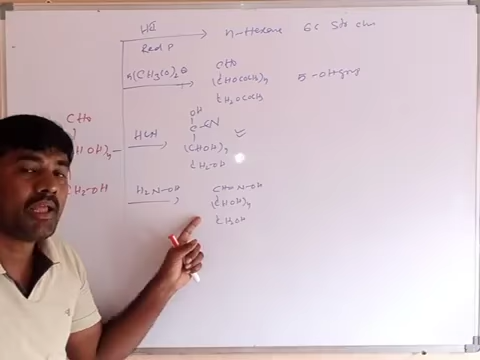 HI
Red P
n-Hexane 6c Str chn
CHO
5(CH3CO)2O
(CHOCOCH3)4
5-OH group
CH2OCOCH3
CHO
(CHOH)4
CH2-OH
OH
HCN
C-CN
(CHOH)4
CH2-OH
H2N-OH
CH=N-OH
(CHOH)4
CH2OH